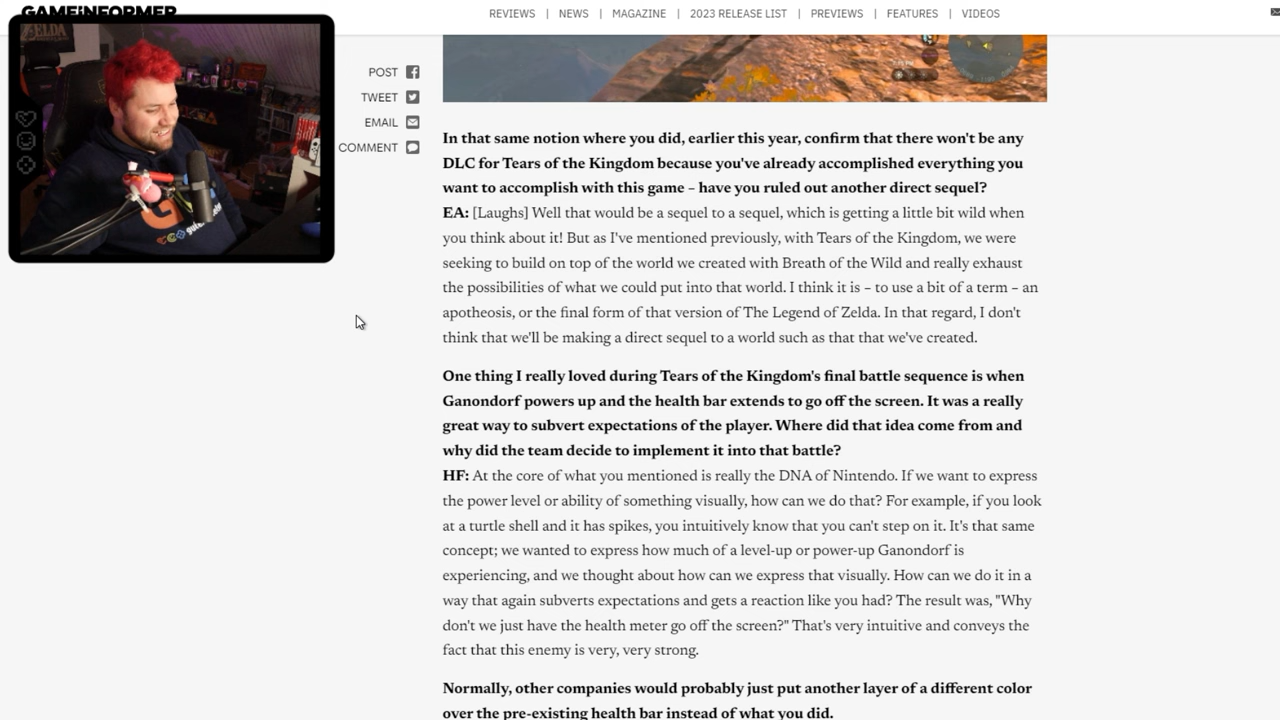 GAMEINFORMER
REVIEWS | NEWS | MAGAZINE | 2023 RELEASE LIST | PREVIEWS | FEATURES | VIDEOS
ZELDA
POST
TWEET
EMAIL
COMMENT
In that same notion where you did, earlier this year, confirm that there won't be any
DLC for Tears of the Kingdom because you've already accomplished everything you
want to accomplish with this game – have you ruled out another direct sequel?
EA: [Laughs] Well that would be a sequel to a sequel, which is getting a little bit wild when
you think about it! But as I've mentioned previously, with Tears of the Kingdom, we were
seeking to build on top of the world we created with Breath of the Wild and really exhaust
the possibilities of what we could put into that world. I think it is – to use a bit of a term – an
apotheosis, or the final form of that version of The Legend of Zelda. In that regard, I don't
think that we'll be making a direct sequel to a world such as that that we've created.
One thing I really loved during Tears of the Kingdom's final battle sequence is when
Ganondorf powers up and the health bar extends to go off the screen. It was a really
great way to subvert expectations of the player. Where did that idea come from and
why did the team decide to implement it into that battle?
HF: At the core of what you mentioned is really the DNA of Nintendo. If we want to express
the power level or ability of something visually, how can we do that? For example, if you look
at a turtle shell and it has spikes, you intuitively know that you can't step on it. It's that same
concept; we wanted to express how much of a level-up or power-up Ganondorf is
experiencing, and we thought about how can we express that visually. How can we do it in a
way that again subverts expectations and gets a reaction like you had? The result was, "Why
don't we just have the health meter go off the screen?" That's very intuitive and conveys the
fact that this enemy is very, very strong.
Normally, other companies would probably just put another layer of a different color
over the pre-existing health bar instead of what you did.